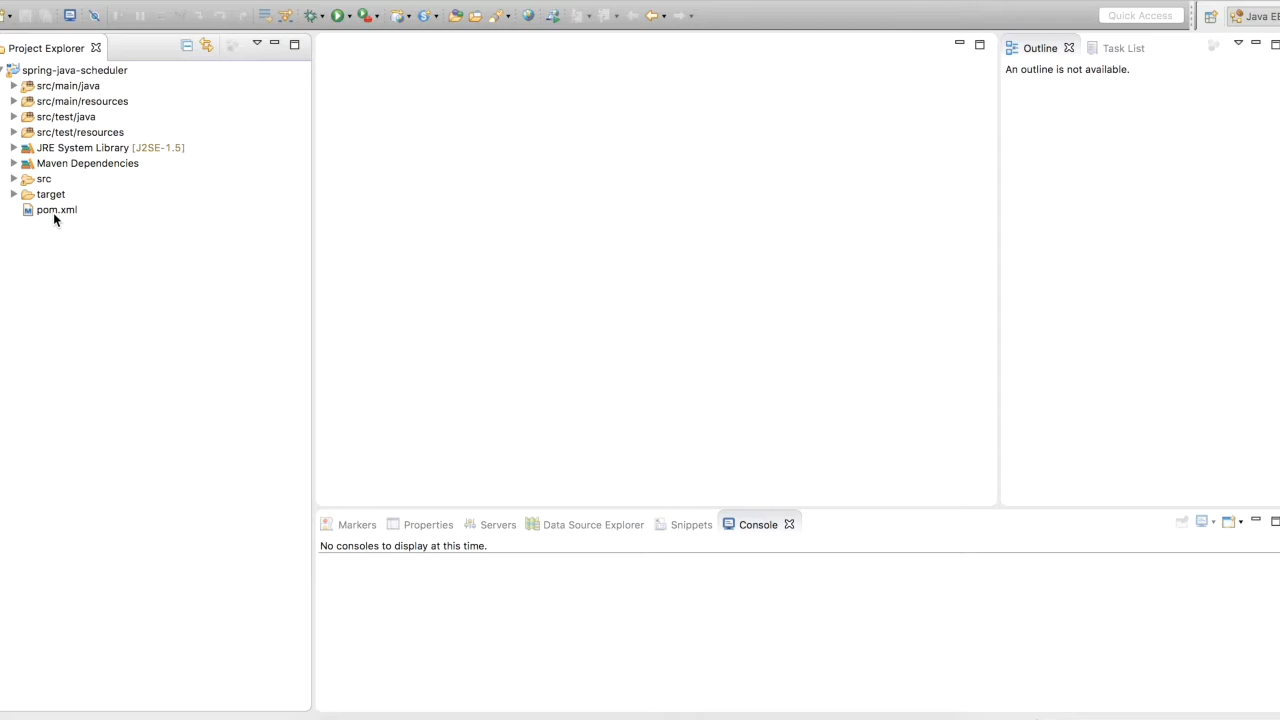 Quick Access
Java EE
Project Explorer
spring-java-scheduler
src/main/java
src/main/resources
src/test/java
src/test/resources
JRE System Library [J2SE-1.5]
Maven Dependencies
src
target
pom.xml
Outline
Task List
An outline is not available.
Markers
Properties
Servers
Data Source Explorer
Snippets
Console
No consoles to display at this time.